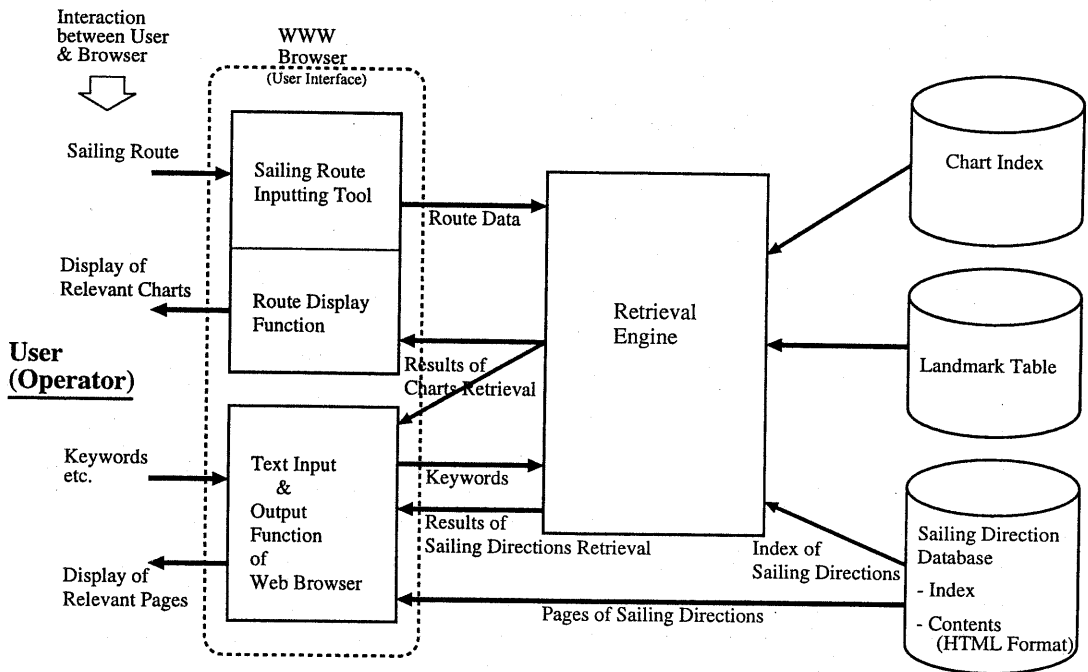 Interaction
between User
& Browser
WWW
Browser
(User Interface)
Sailing Route
Sailing Route
Inputting Tool
Route Data
Display of
Relevant Charts
Route Display
Function
Results of
Charts Retrieval
User
(Operator)
Keywords
etc.
Text Input
&
Output
Function
of
Web Browser
Keywords
Results of
Sailing Directions Retrieval
Display of
Relevant Pages
Retrieval
Engine
Chart Index
Landmark Table
Index of
Sailing Directions
Sailing Direction
Database
- Index
- Contents
(HTML Format)
Pages of Sailing Directions